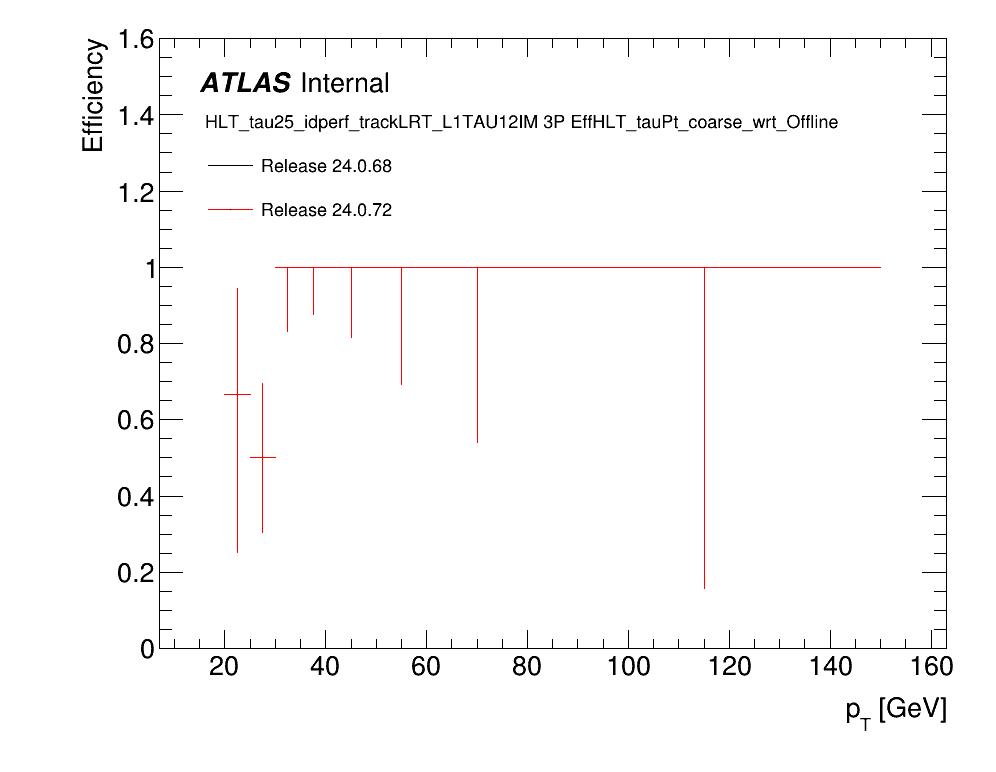 Efficiency
1.6
1.4
1.2
1
0.8
0.6
0.4
0.2
0
ATLAS Internal
HLT_tau25_idperf_trackLRT_L1TAU12IM 3P EffHLT_tauPt_coarse_wrt_Offline
Release 24.0.68
Release 24.0.72
20 40 60 80 100 120 140 160
p_T [GeV]